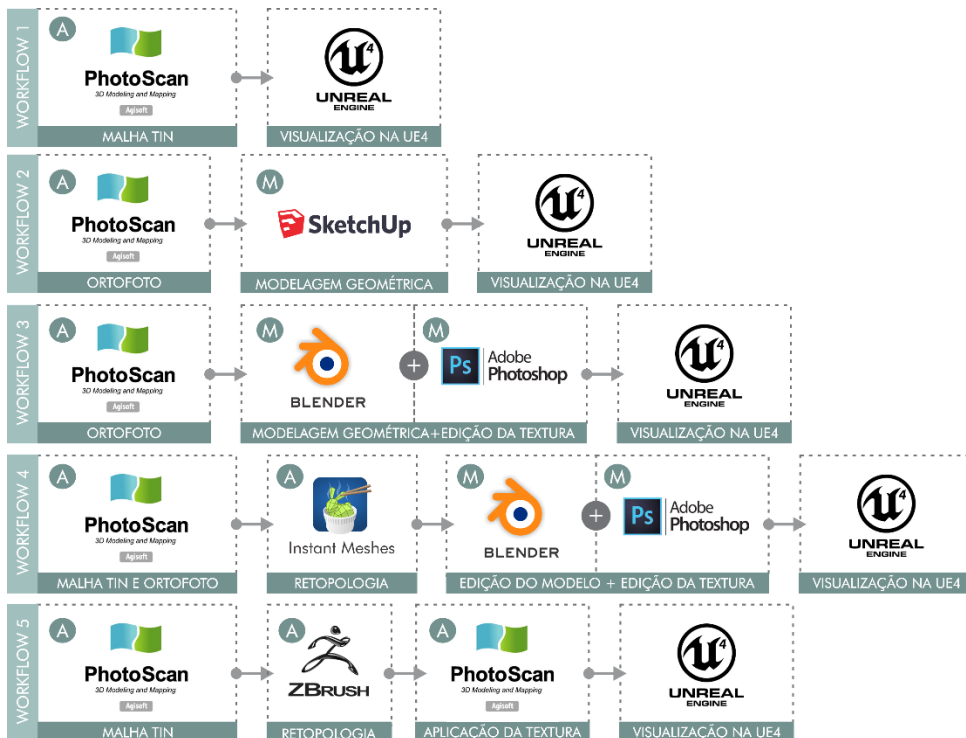 WORKFLOW 1
A
PhotoScan
3D Modeling and Mapping
Agisoft
MALHA TIN
U 4
UNREAL
ENGINE
VISUALIZAÇÃO NA UE4
WORKFLOW 2
A
PhotoScan
3D Modeling and Mapping
Agisoft
ORTOFOTO
M
SketchUp
MODELAGEM GEOMÉTRICA
U 4
UNREAL
ENGINE
VISUALIZAÇÃO NA UE4
WORKFLOW 3
A
PhotoScan
3D Modeling and Mapping
Agisoft
ORTOFOTO
M
BLENDER
+
M
Ps
Adobe
Photoshop
MODELAGEM GEOMÉTRICA+EDIÇÃO DA TEXTURA
U 4
UNREAL
ENGINE
VISUALIZAÇÃO NA UE4
WORKFLOW 4
A
PhotoScan
3D Modeling and Mapping
Agisoft
MALHA TIN E ORTOFOTO
A
Instant Meshes
RETOPOLOGIA
M
BLENDER
+
M
Ps
Adobe
Photoshop
EDIÇÃO DO MODELO + EDIÇÃO DA TEXTURA
U 4
UNREAL
ENGINE
VISUALIZAÇÃO NA UE4
WORKFLOW 5
A
PhotoScan
3D Modeling and Mapping
Agisoft
MALHA TIN
A
ZBRUSH
RETOPOLOGIA
A
PhotoScan
3D Modeling and Mapping
Agisoft
APLICAÇÃO DA TEXTURA
U 4
UNREAL
ENGINE
VISUALIZAÇÃO NA UE4